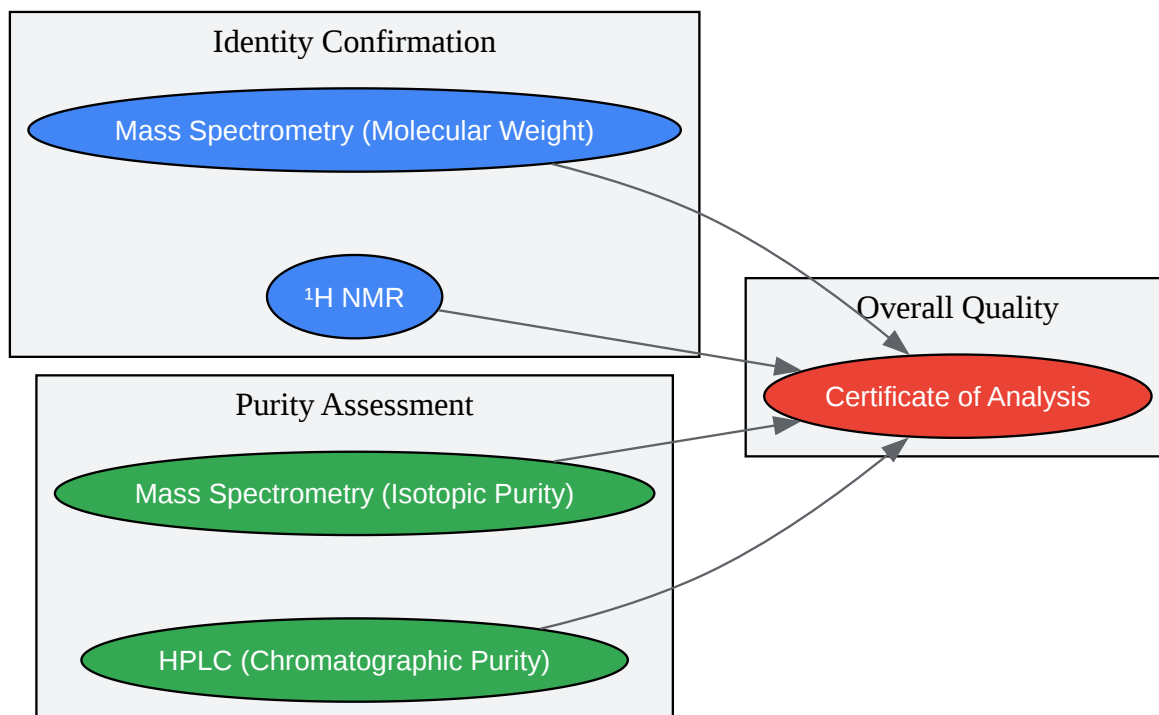 Identity Confirmation
Mass Spectrometry (Molecular Weight)
¹H NMR
Overall Quality
Certificate of Analysis
Purity Assessment
Mass Spectrometry (Isotopic Purity)
HPLC (Chromatographic Purity)